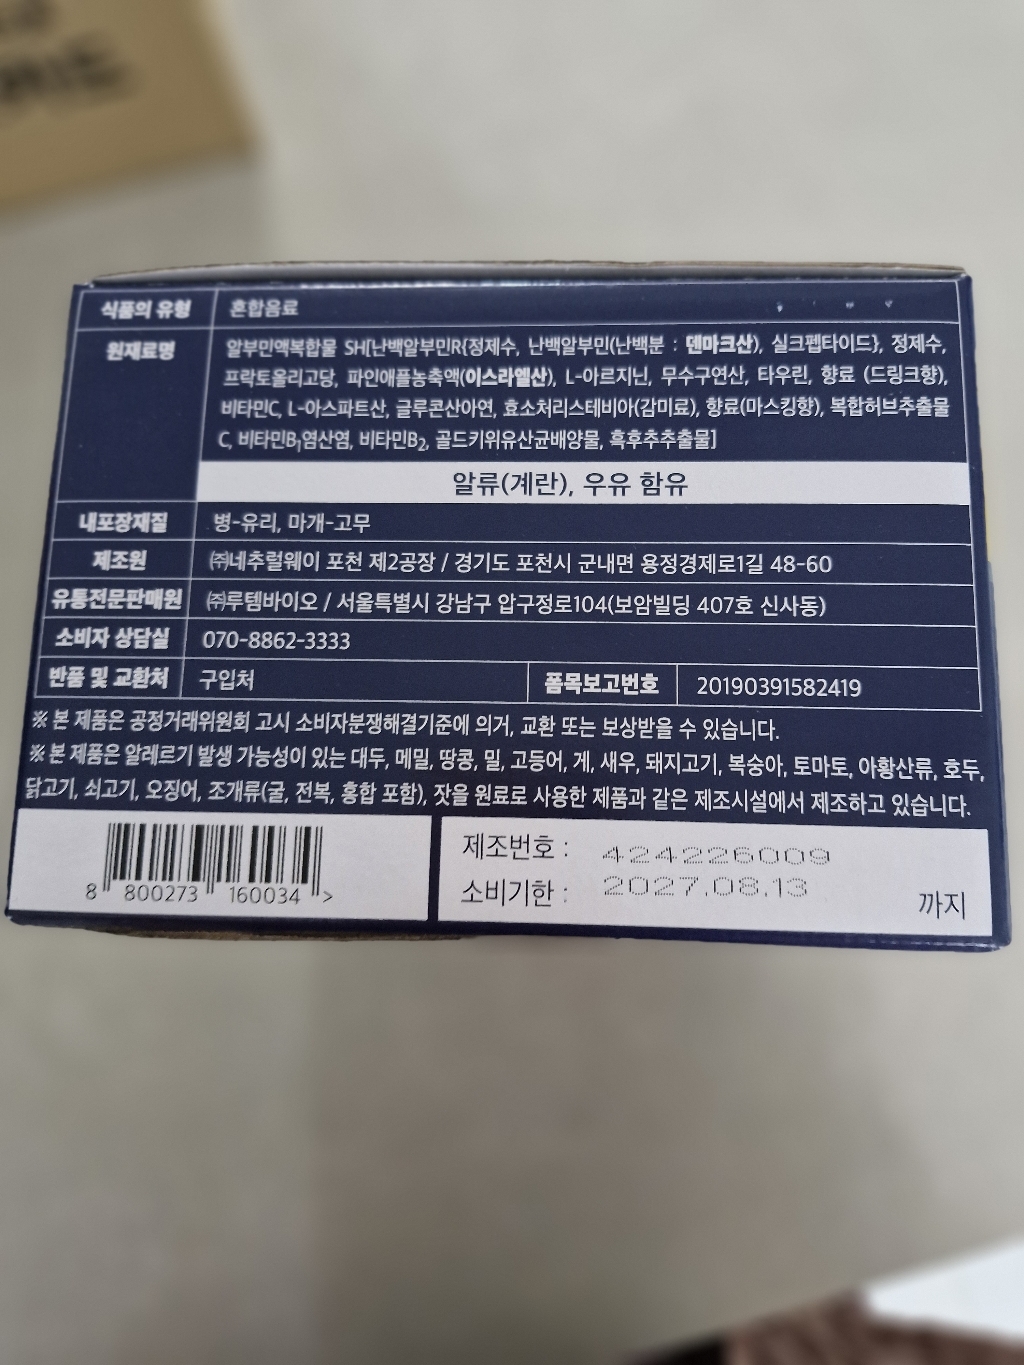 식품의 유형 혼합음료
원재료명 알부민액복합물 SH[난백알부민R{정제수, 난백알부민(난백분 : 덴마크산), 실크펩타이드}, 정제수,
프락토올리고당, 파인애플농축액(이스라엘산), L-아르지닌, 무수구연산, 타우린, 향료 (드링크향),
비타민C, L-아스파트산, 글루콘산아연, 효소처리스테비아(감미료), 향료(마스킹향), 복합허브추출물
C, 비타민B₁염산염, 비타민B₂, 골드키위유산균배양물, 흑후추추출물]
알류(계란), 우유 함유
내포장재질 병-유리, 마개-고무
제조원 ㈜네추럴웨이 포천 제2공장 / 경기도 포천시 군내면 용정경제로1길 48-60
유통전문판매원 ㈜루템바이오 / 서울특별시 강남구 압구정로104(보암빌딩 407호 신사동)
소비자 상담실 070-8862-3333
반품 및 교환처 구입처 품목보고번호 20190391582419
※ 본 제품은 공정거래위원회 고시 소비자분쟁해결기준에 의거, 교환 또는 보상받을 수 있습니다.
※ 본 제품은 알레르기 발생 가능성이 있는 대두, 메밀, 땅콩, 밀, 고등어, 게, 새우, 돼지고기, 복숭아, 토마토, 아황산류, 호두,
닭고기, 쇠고기, 오징어, 조개류(굴, 전복, 홍합 포함), 잣을 원료로 사용한 제품과 같은 제조시설에서 제조하고 있습니다.
8 800273 160034 >
제조번호 : 424226009
소비기한 : 2027.08.13 까지